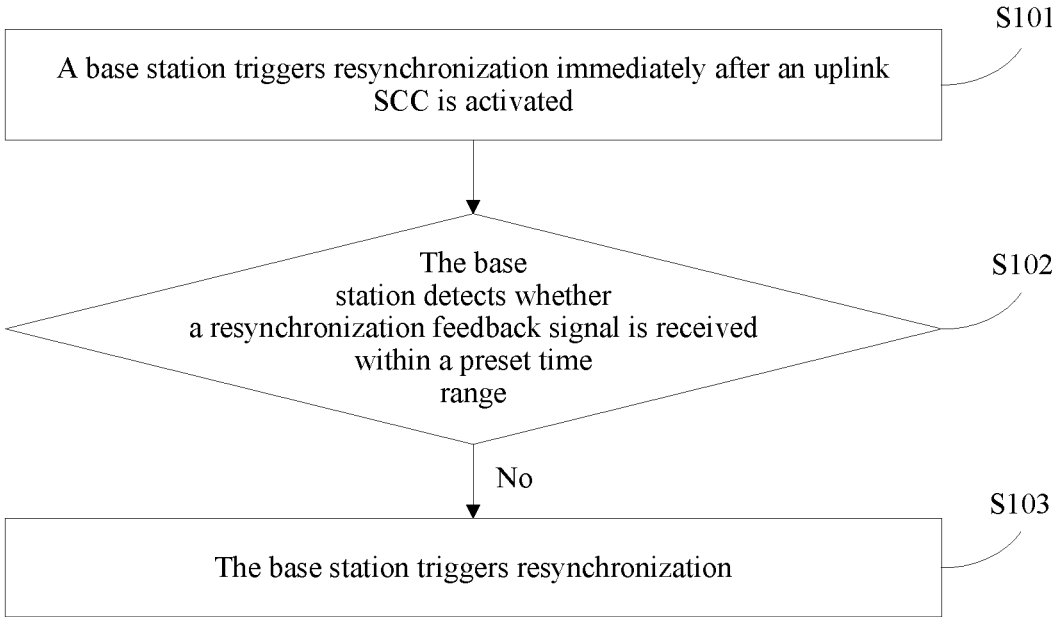 S101
A base station triggers resynchronization immediately after an uplink
SCC is activated
S102
The base
station detects whether
a resynchronization feedback signal is received
within a preset time
range
No
S103
The base station triggers resynchronization